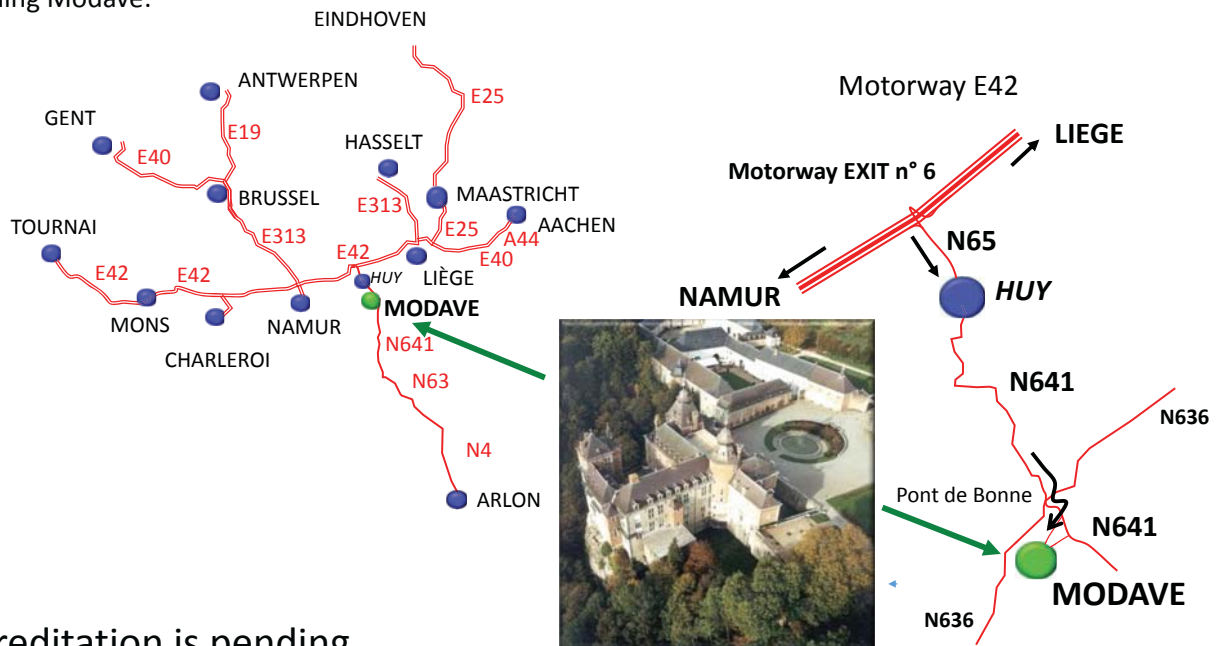 Modave.
EINDHOVEN
ANTWERPEN
E25
Motorway E42
GENT
E19
HASSELT
LIEGE
E40
Motorway EXIT n° 6
BRUSSEL
E313
MAASTRICHT
TOURNAI
E313
E25
A44
AACHEN
E40
N65
E42
HUY
LIÈGE
E42
E42
NAMUR
HUY
MONS
NAMUR
MODAVE
CHARLEROI
N641
N63
N641
N636
N4
ARLON
Pont de Bonne
N641
MODAVE
N636
is pending